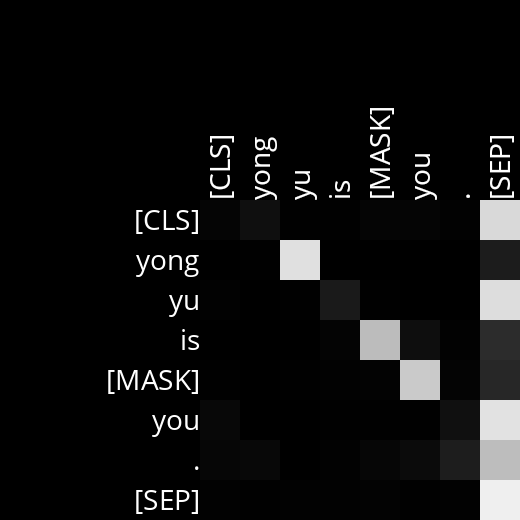 [CLS] yong yu is [MASK] you . [SEP]
[CLS]
yong
yu
is
[MASK]
you
.
[SEP]